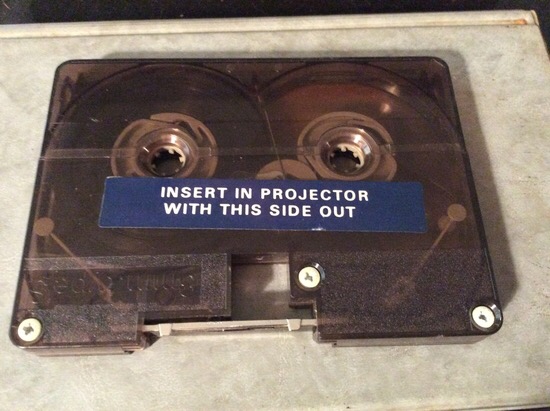 INSERT IN PROJECTOR
WITH THIS SIDE OUT